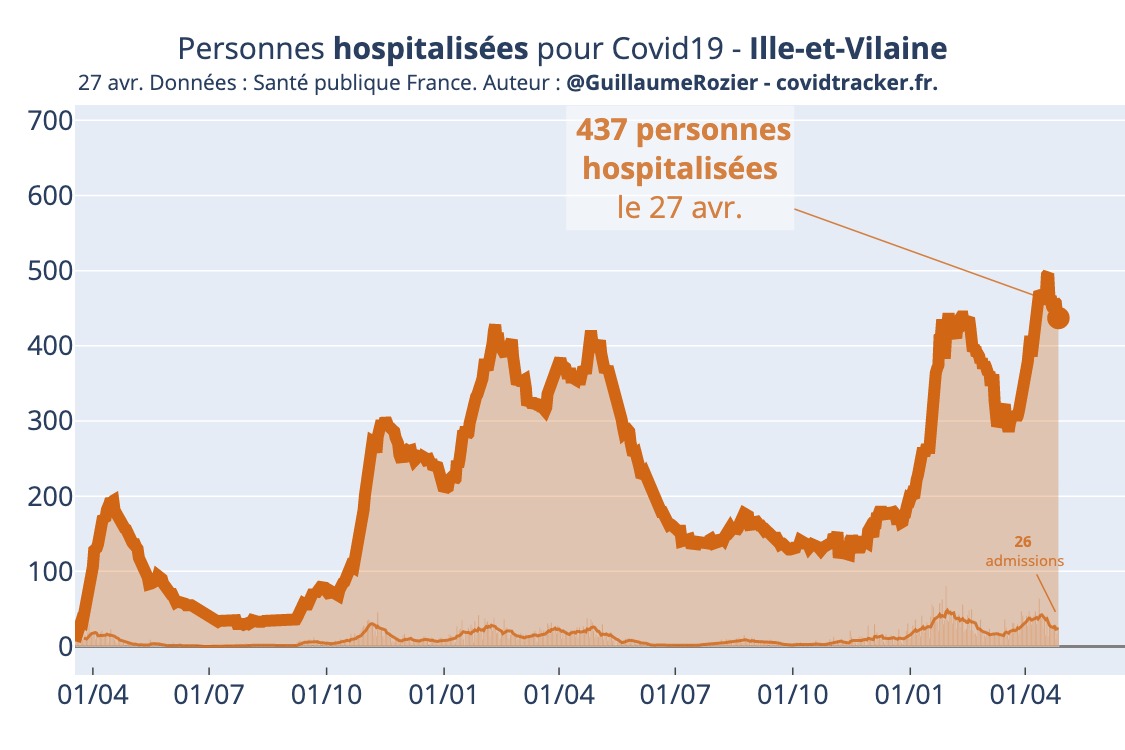 Personnes hospitalisées pour Covid19 - Ille-et-Vilaine
27 avr. Données : Santé publique France. Auteur : @GuillaumeRozier - covidtracker.fr.
700
437 personnes
hospitalisées
le 27 avr.
600
500
400
300
200
100
0
26
admissions
01/04 01/07 01/10 01/01 01/04 01/07 01/10 01/01 01/04